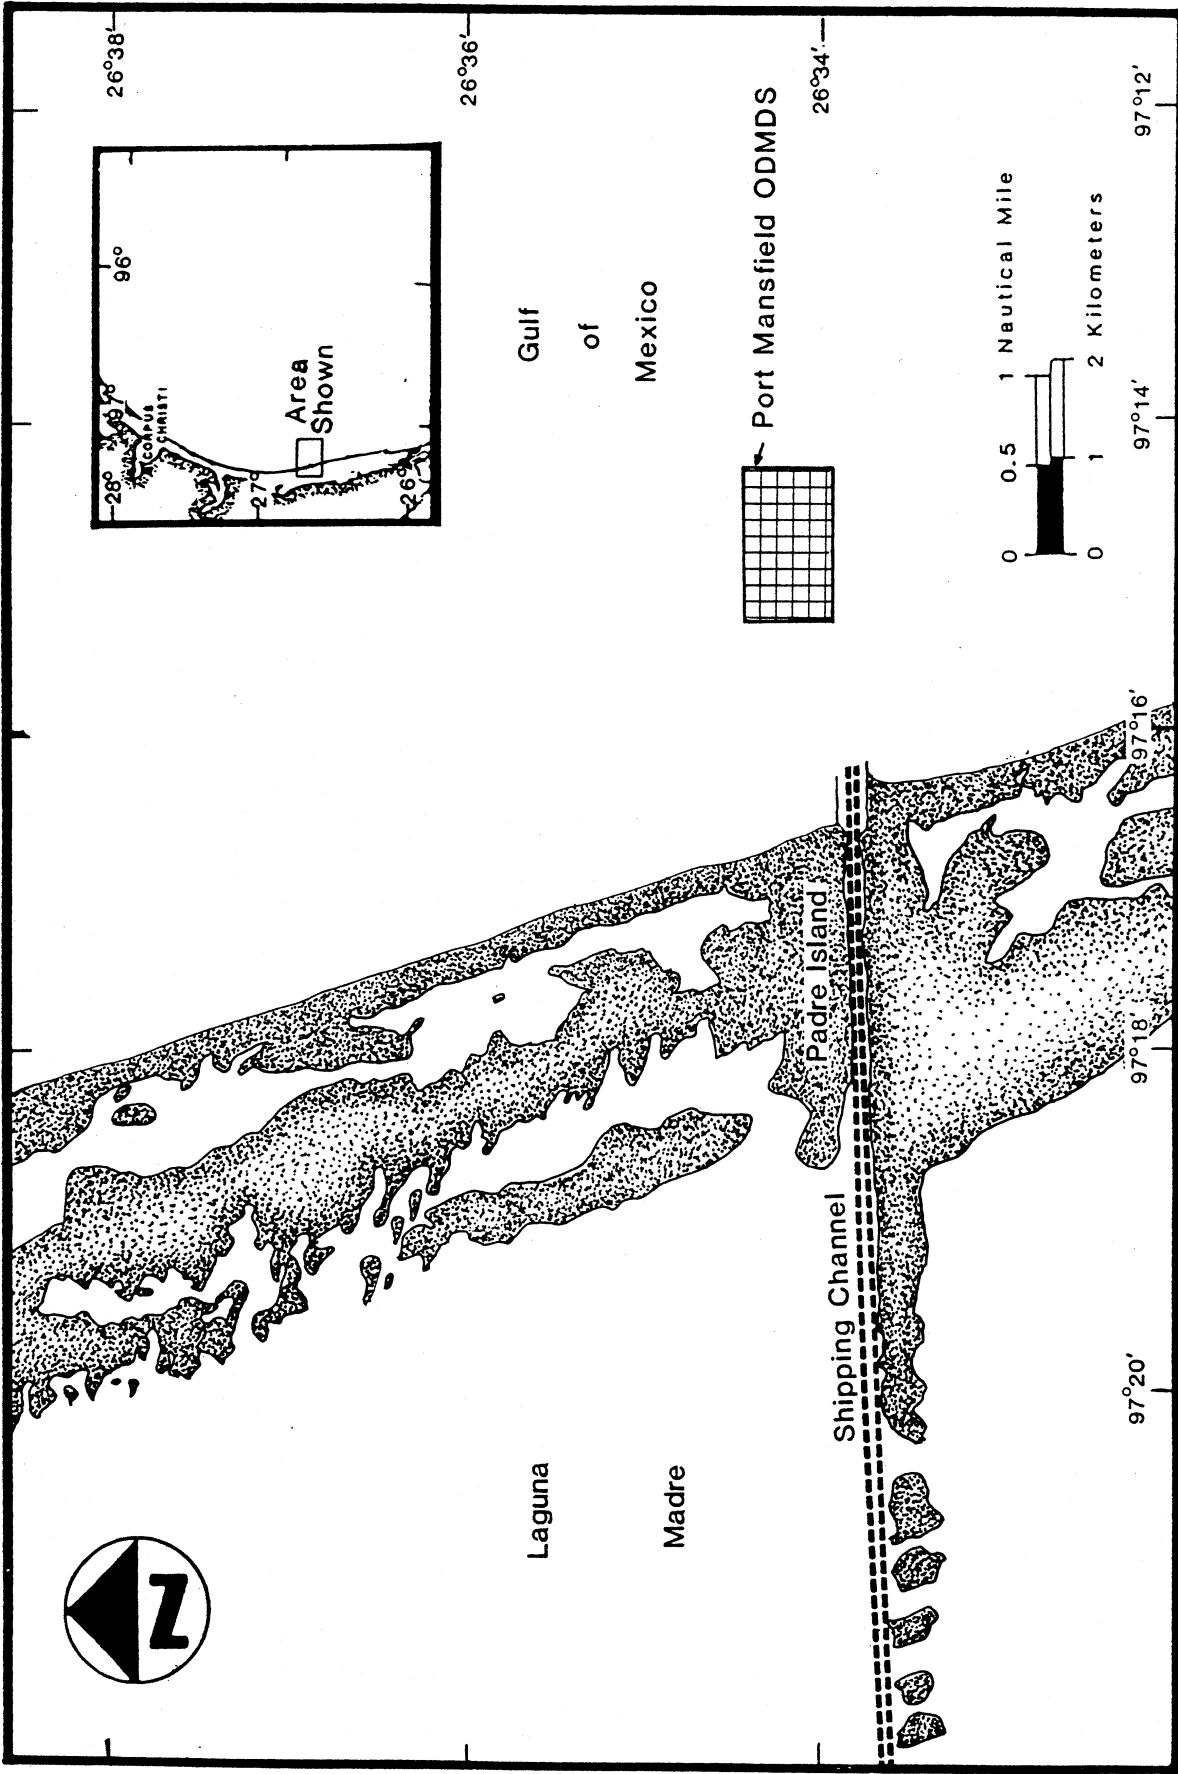 26°38'
26°36'
26°34'
97°12'
97°14'
97°16'
97°18'
97°20'
96°
97°
28°
27°
26°
CORPUS
CHRISTI
Area
Shown
Gulf
of
Mexico
Port Mansfield ODMDS
0 0.5 1 Nautical Mile
0 1 2 Kilometers
Padre Island
Shipping Channel
Laguna
Madre
N